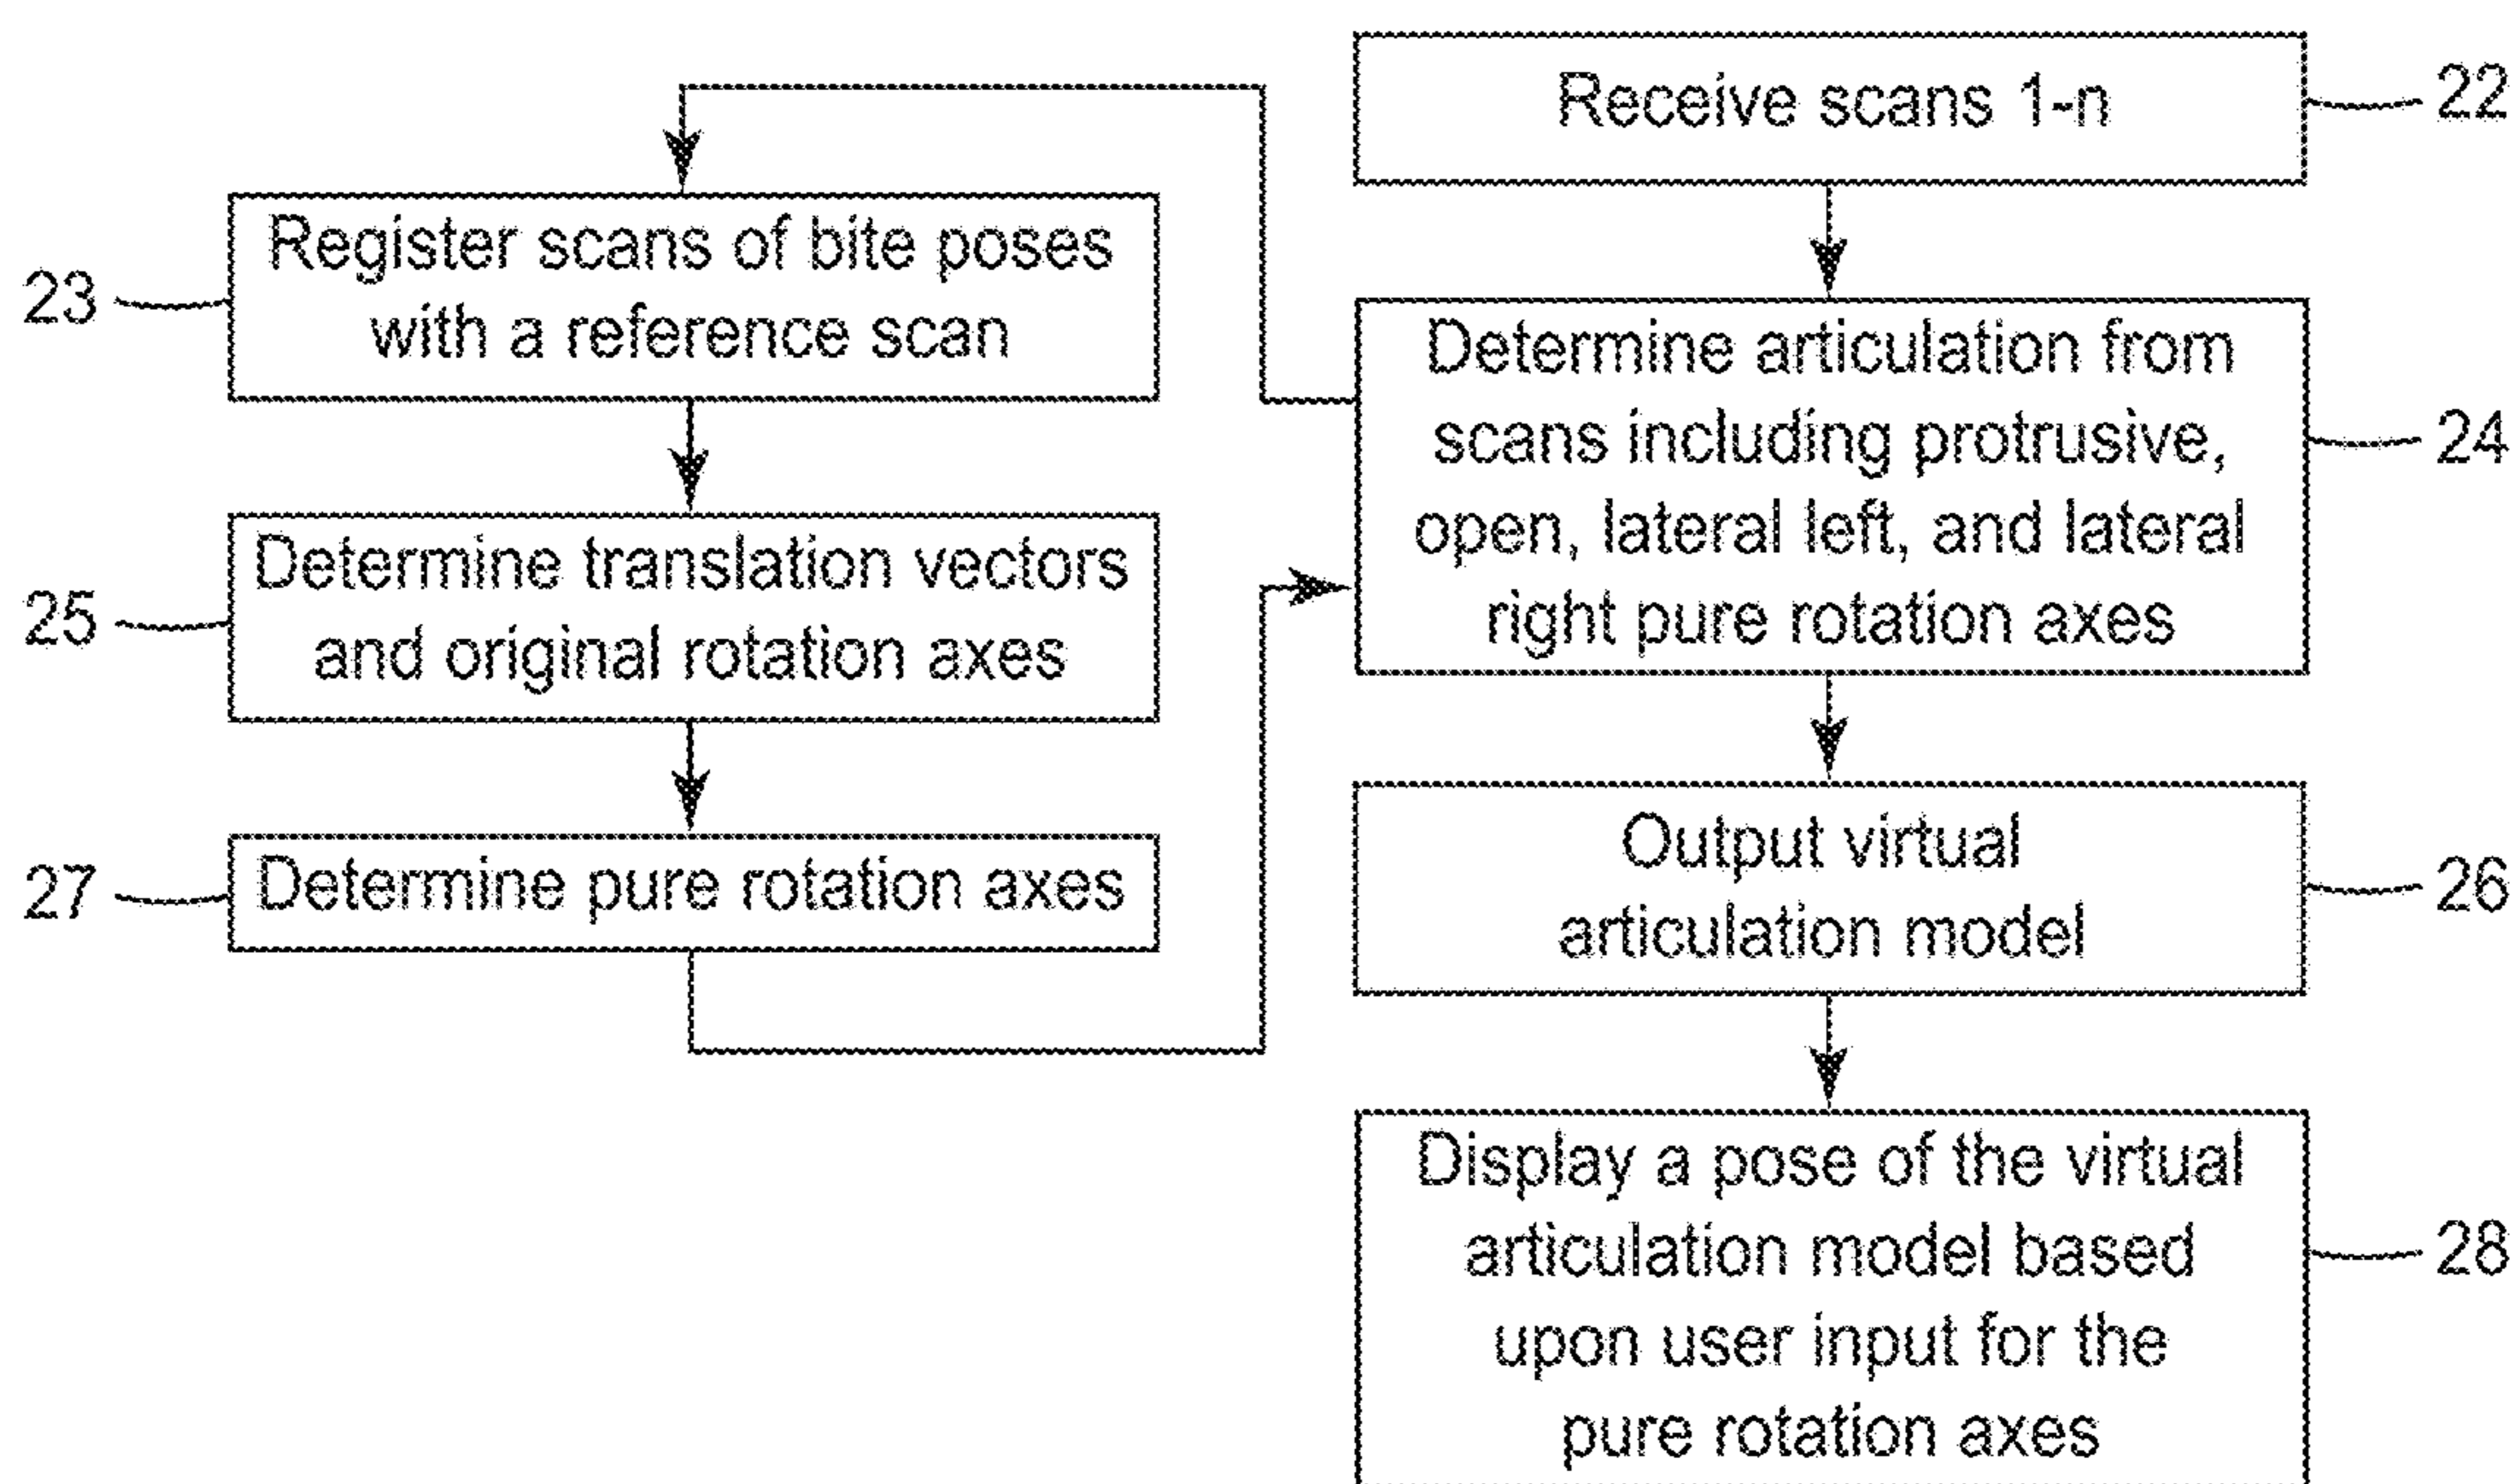 Receive scans 1-n
22
Register scans of bite poses
with a reference scan
23
Determine articulation from
scans including protrusive,
open, lateral left, and lateral
right pure rotation axes
24
Determine translation vectors
and original rotation axes
25
Determine pure rotation axes
27
Output virtual
articulation model
26
Display a pose of the virtual
articulation model based
upon user input for the
pure rotation axes
28